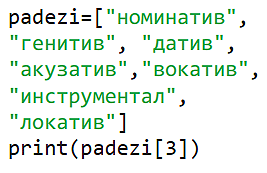 padezi=["номинатив",
"генитив", "датив",
"акузатив","вокатив",
"инструментал",
"локатив"]
print(padezi[3])